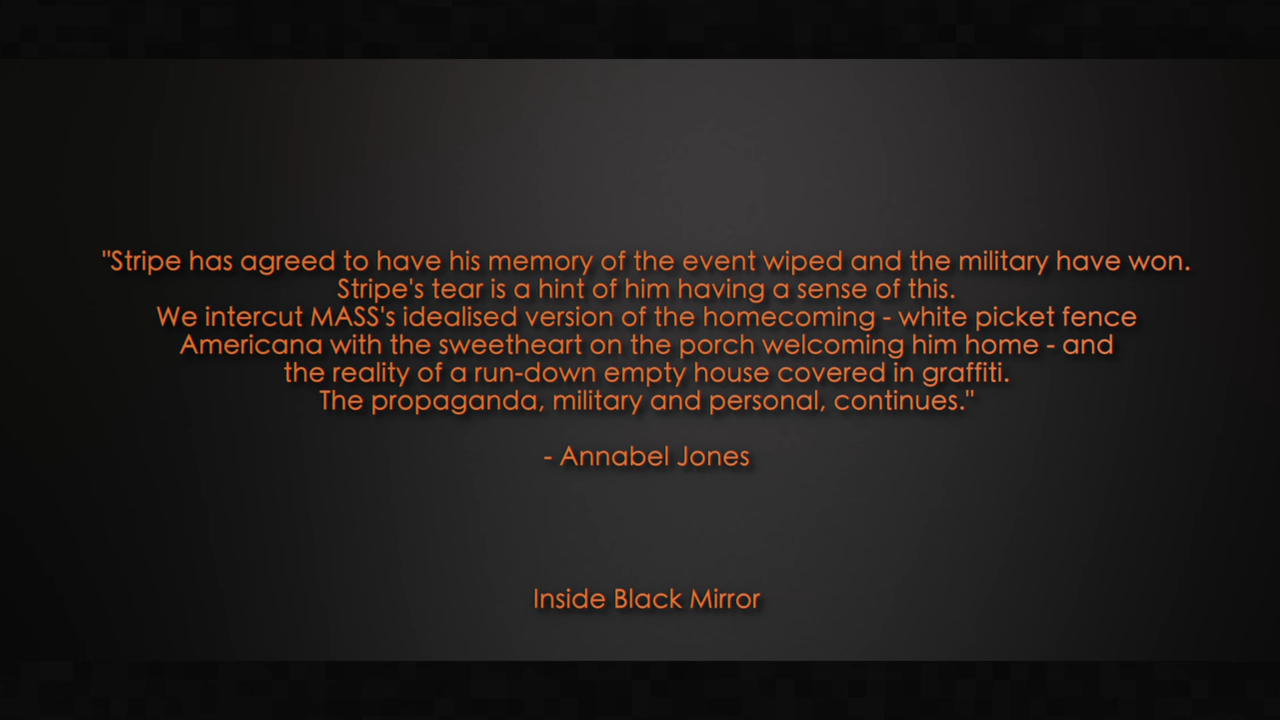 "Stripe has agreed to have his memory of the event wiped and the military have won.
Stripe's tear is a hint of him having a sense of this.
We intercut MASS's idealised version of the homecoming - white picket fence
Americana with the sweetheart on the porch welcoming him home - and
the reality of a run-down empty house covered in graffiti.
The propaganda, military and personal, continues."
- Annabel Jones
Inside Black Mirror